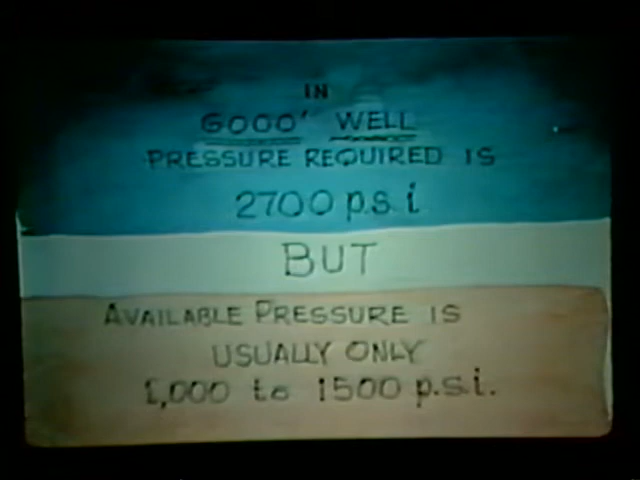 IN
6000' WELL
PRESSURE REQUIRED IS
2700 p.s.i
BUT
AVAILABLE PRESSURE IS
USUALLY ONLY
1,000 to 1500 p.s.i.